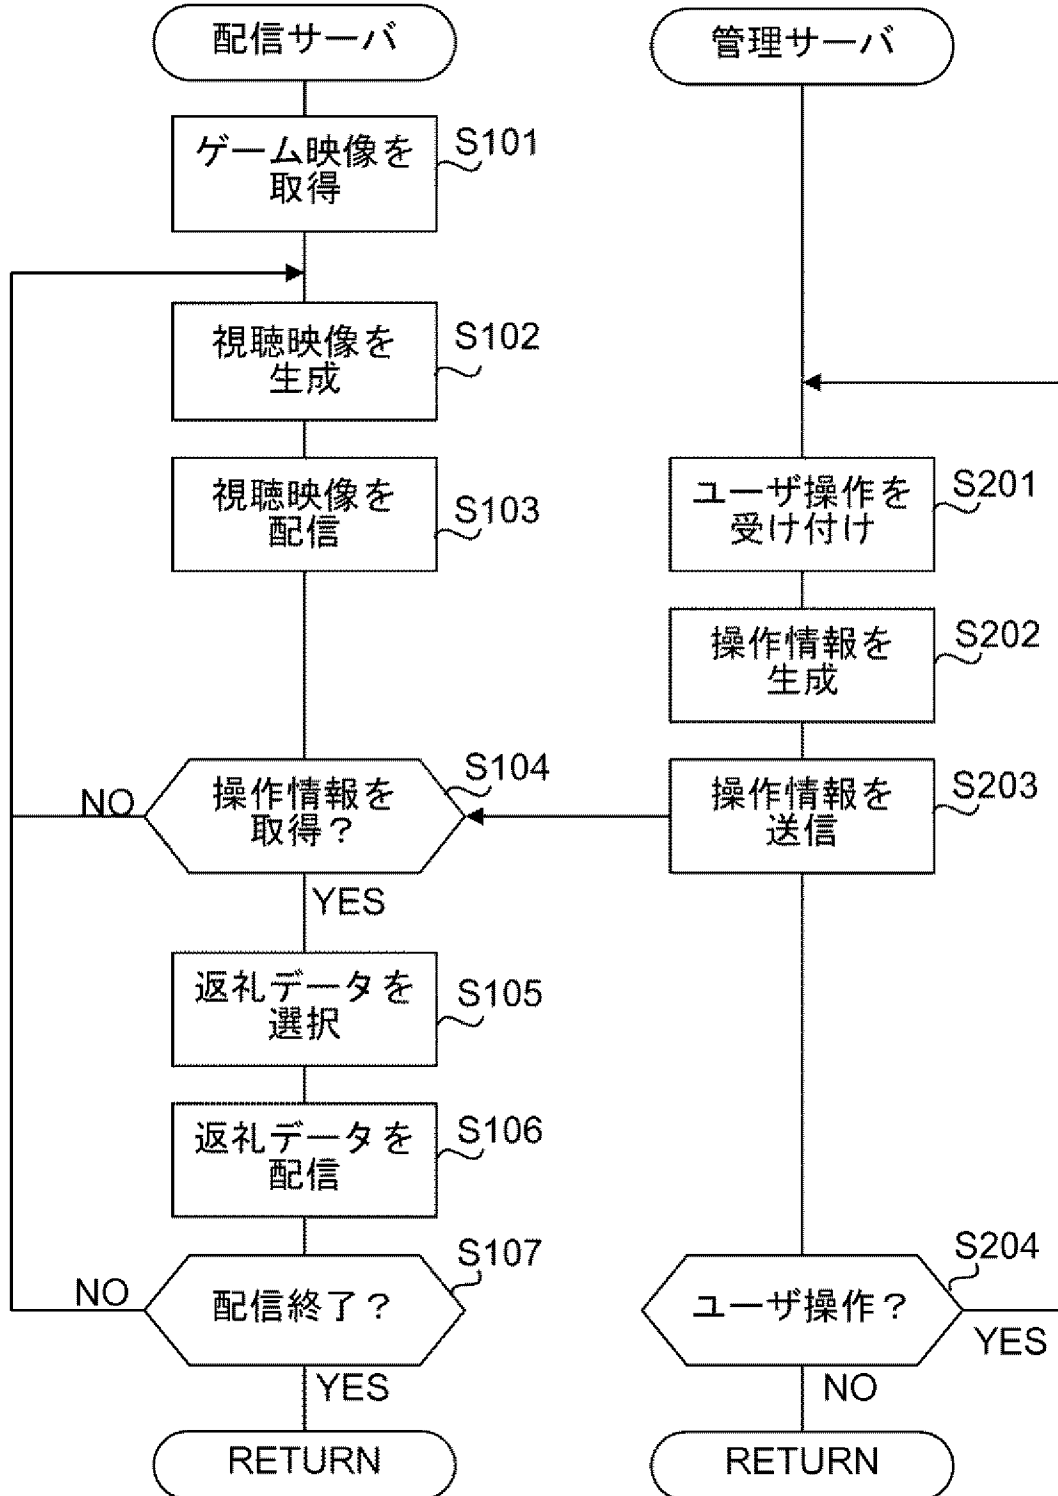 配信サーバ
ゲーム映像を
取得
S101
視聴映像を
生成
S102
視聴映像を
配信
S103
操作情報を
取得？
S104
NO
YES
返礼データを
選択
S105
返礼データを
配信
S106
配信終了？
S107
NO
YES
RETURN
管理サーバ
ユーザ操作を
受け付け
S201
操作情報を
生成
S202
操作情報を
送信
S203
ユーザ操作？
S204
YES
NO
RETURN